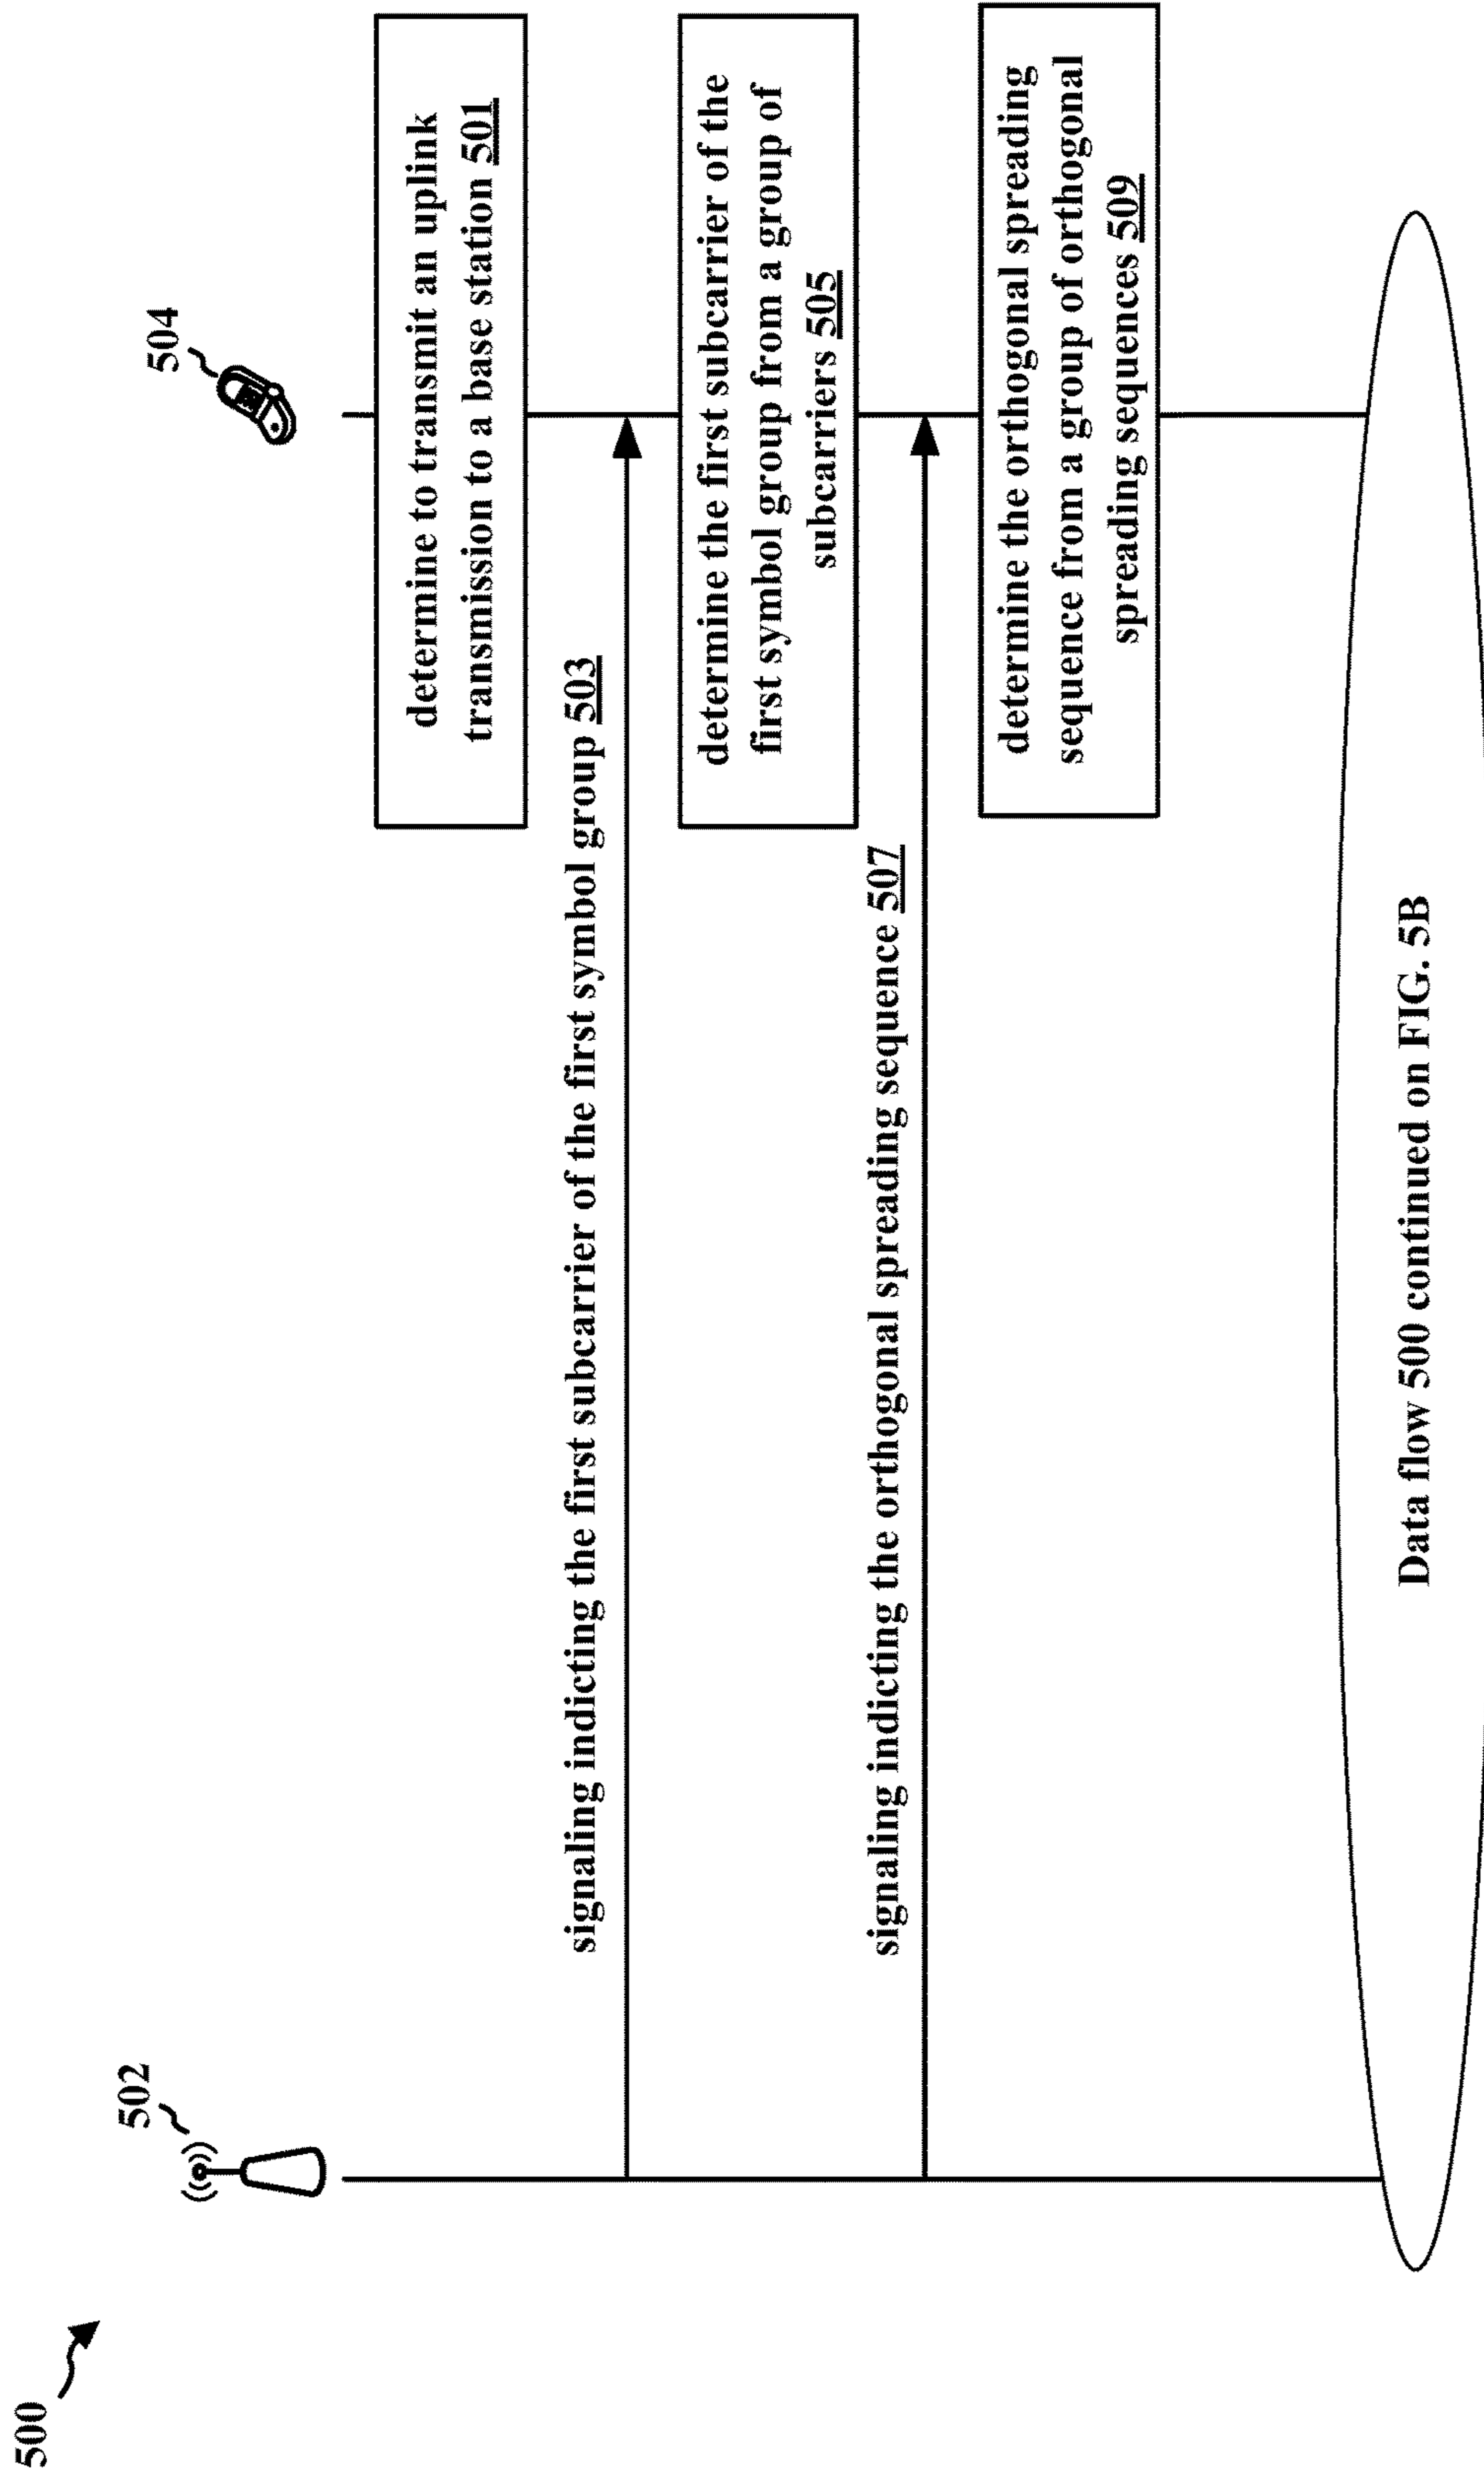 500
502
504
determine to transmit an uplink
transmission to a base station 501
signaling indicting the first subcarrier of the first symbol group 503
determine the first subcarrier of the
first symbol group from a group of
subcarriers 505
signaling indicting the orthogonal spreading sequence 507
determine the orthogonal spreading
sequence from a group of orthogonal
spreading sequences 509
Data flow 500 continued on FIG. 5B